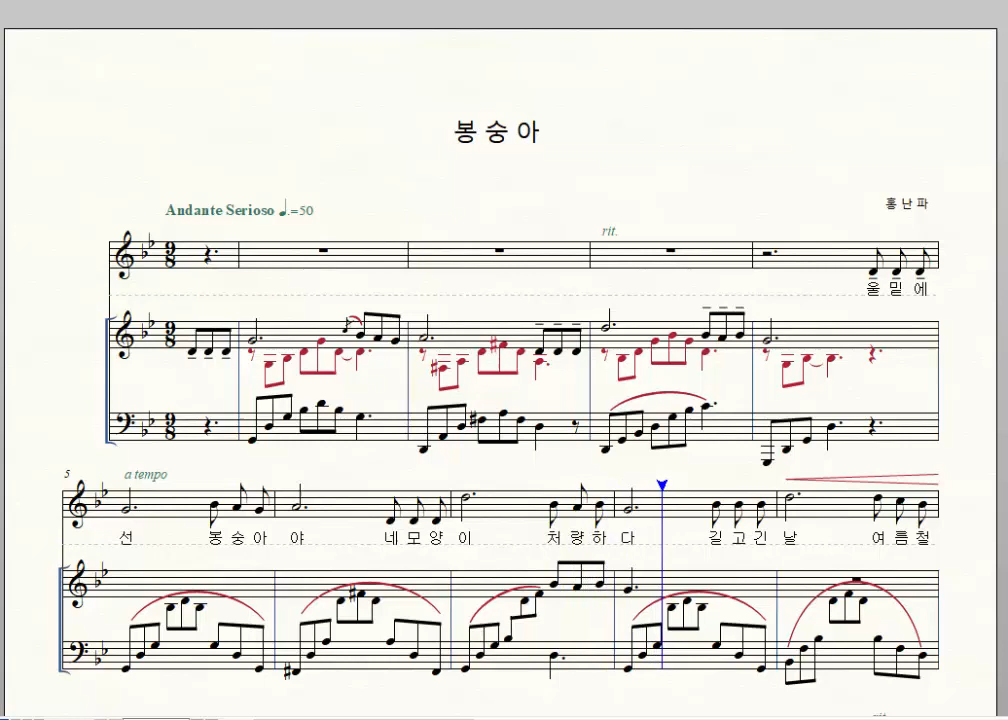 봉숭아
Andante Serioso ♩.=50
홍난파
rit.
울밑에
5
a tempo
선 봉숭아 야 네모양 이 처량하 다 길고긴 날 여름철